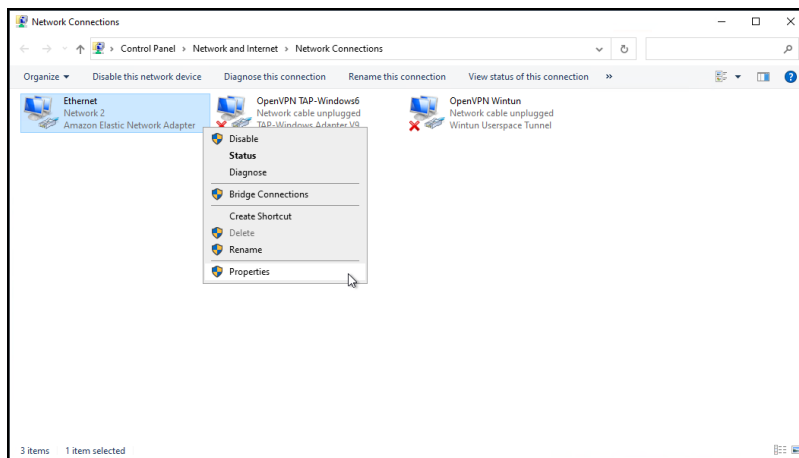 Network Connections
Control Panel Network and Internet Network Connections
Organize Disable this network device Diagnose this connection Rename this connection View status of this connection »
Ethernet
Network 2
Amazon Elastic Network Adapter
OpenVPN TAP-Windows6
Network cable unplugged
TAP-Windows Adapter V9
OpenVPN Wintun
Network cable unplugged
Wintun Userspace Tunnel
Disable
Status
Diagnose
Bridge Connections
Create Shortcut
Delete
Rename
Properties
3 items 1 item selected